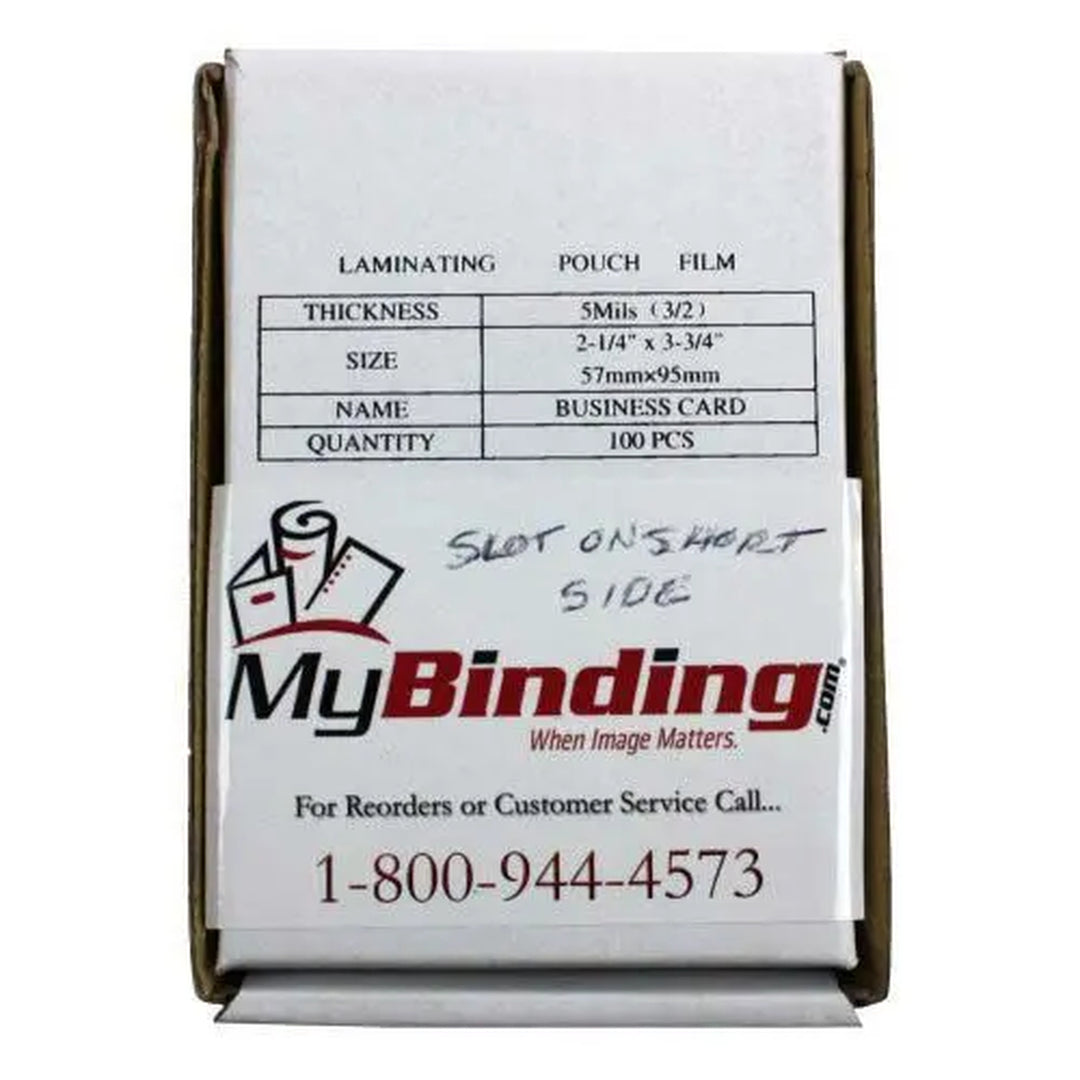 LAMINATING POUCH FILM
THICKNESS 5Mils (3/2)
SIZE 2-1/4" x 3-3/4"
57mm×95mm
NAME BUSINESS CARD
QUANTITY 100 PCS
SLOT ON SHORT
SIDE
MyBinding.com®
When Image Matters.
For Reorders or Customer Service Call...
1-800-944-4573